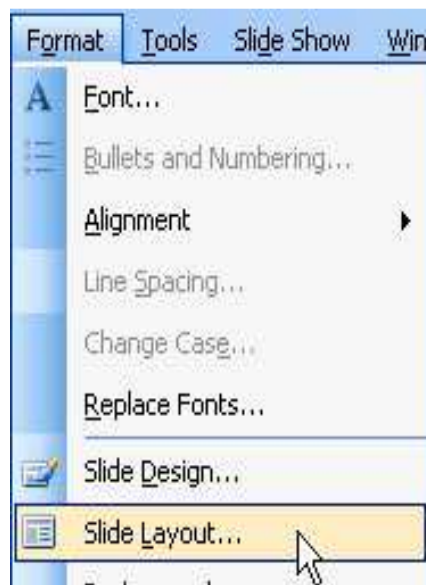 Format Tools Slide Show Win
Font...
Bullets and Numbering...
Alignment
Line Spacing...
Change Case...
Replace Fonts...
Slide Design...
Slide Layout...